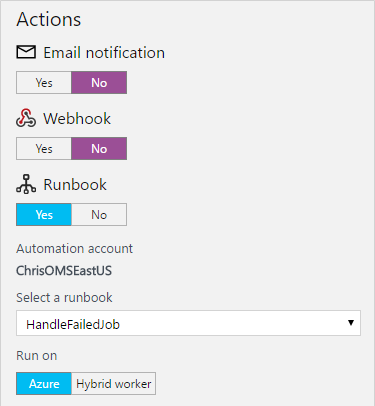 Actions
Email notification
Yes No
Webhook
Yes No
Runbook
Yes No
Automation account
ChrisOMSEastUS
Select a runbook
HandleFailedJob
Run on
Azure Hybrid worker